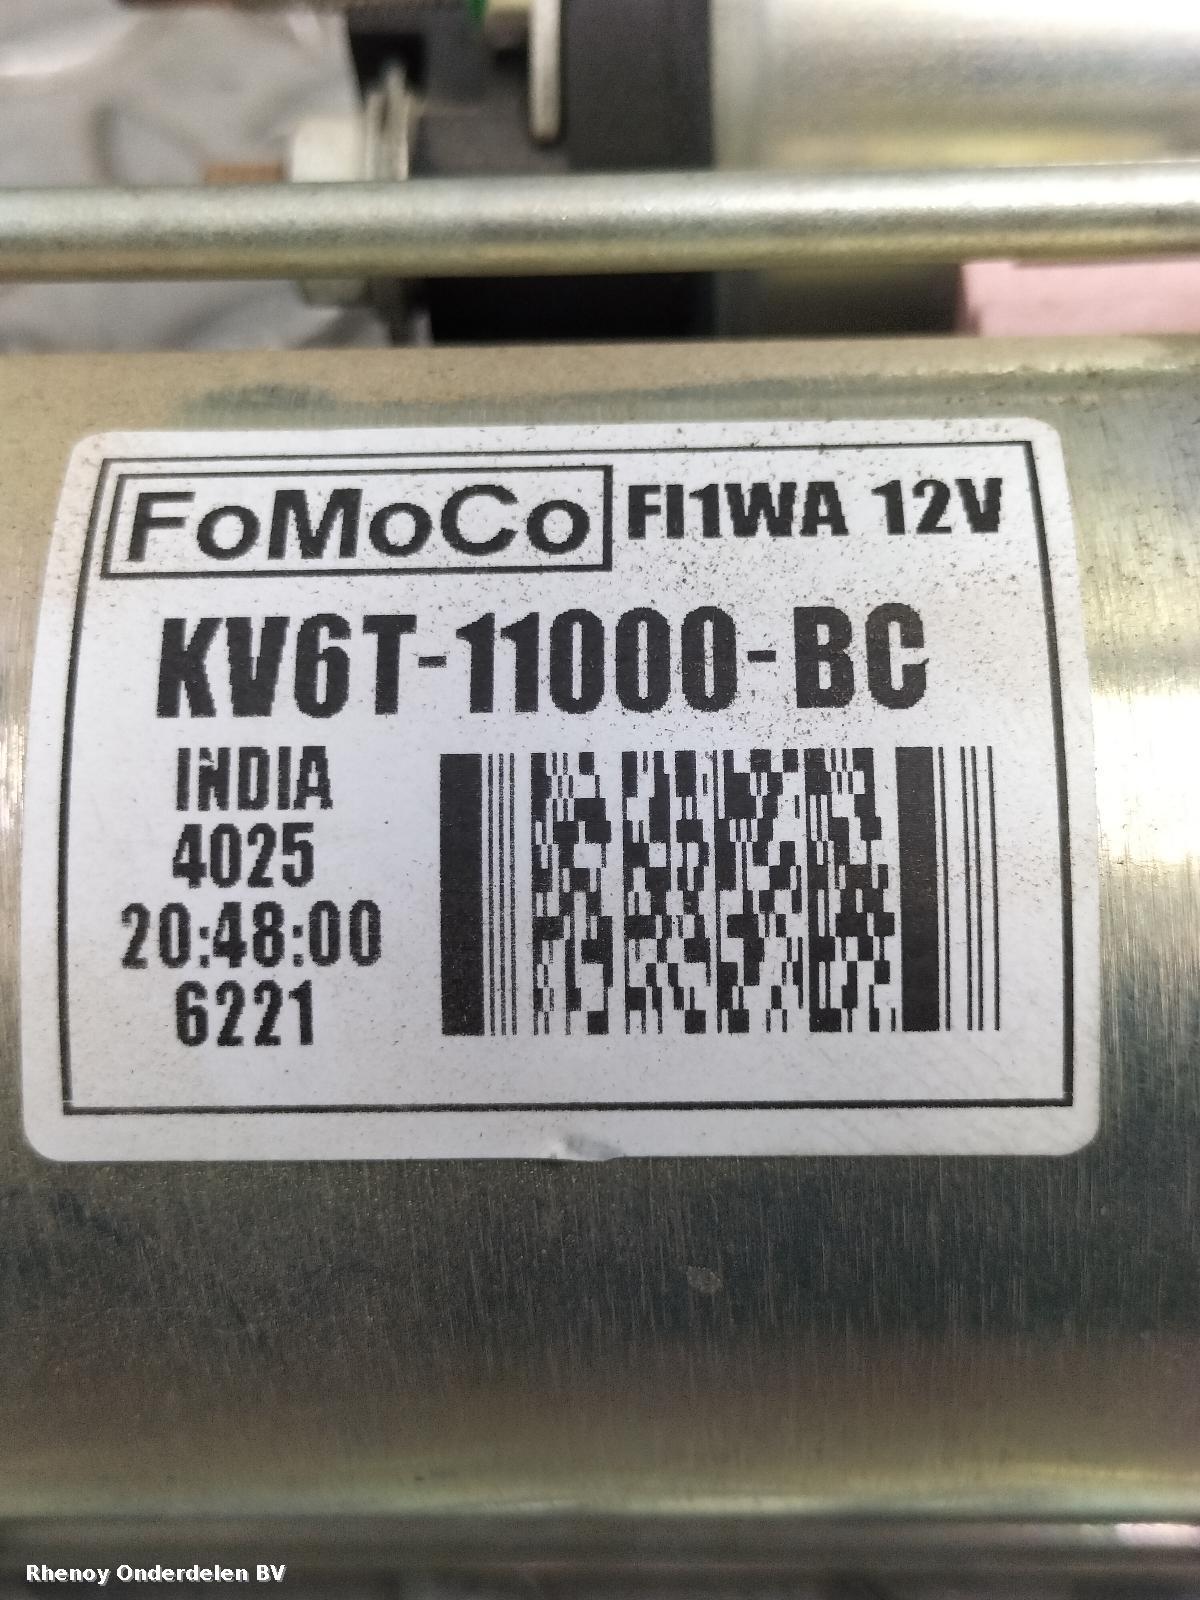 FoMoCo FI1WA 12V
KV6T-11000-BC
INDIA
4025
20:48:00
6221
Rhenoy Onderdelen BV